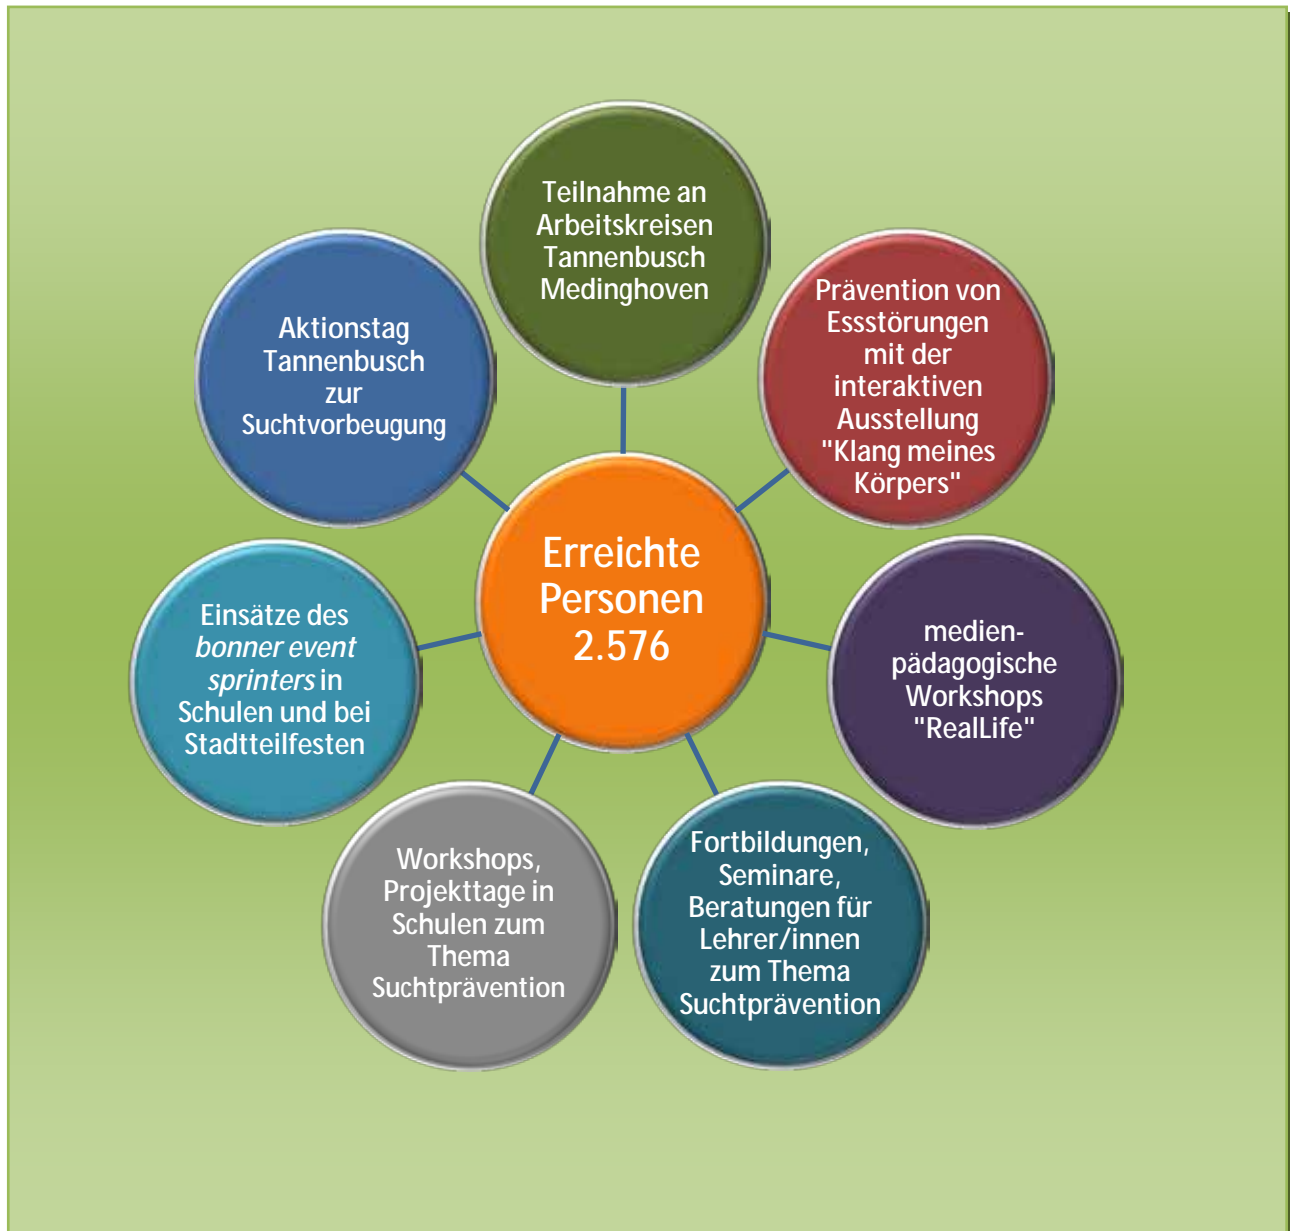 Teilnahme an
Arbeitskreisen
Tannenbusch
Medinghoven
Prävention von
Essstörungen
mit der
interaktiven
Ausstellung
"Klang meines
Körpers"
medien-
pädagogische
Workshops
"RealLife"
Fortbildungen,
Seminare,
Beratungen für
Lehrer/innen
zum Thema
Suchtprävention
Workshops,
Projekttage in
Schulen zum
Thema
Suchtprävention
Einsätze des
bonner event
sprinters in
Schulen und bei
Stadtteilfesten
Aktionstag
Tannenbusch
zur
Suchtvorbeugung
Erreichte
Personen
2.576